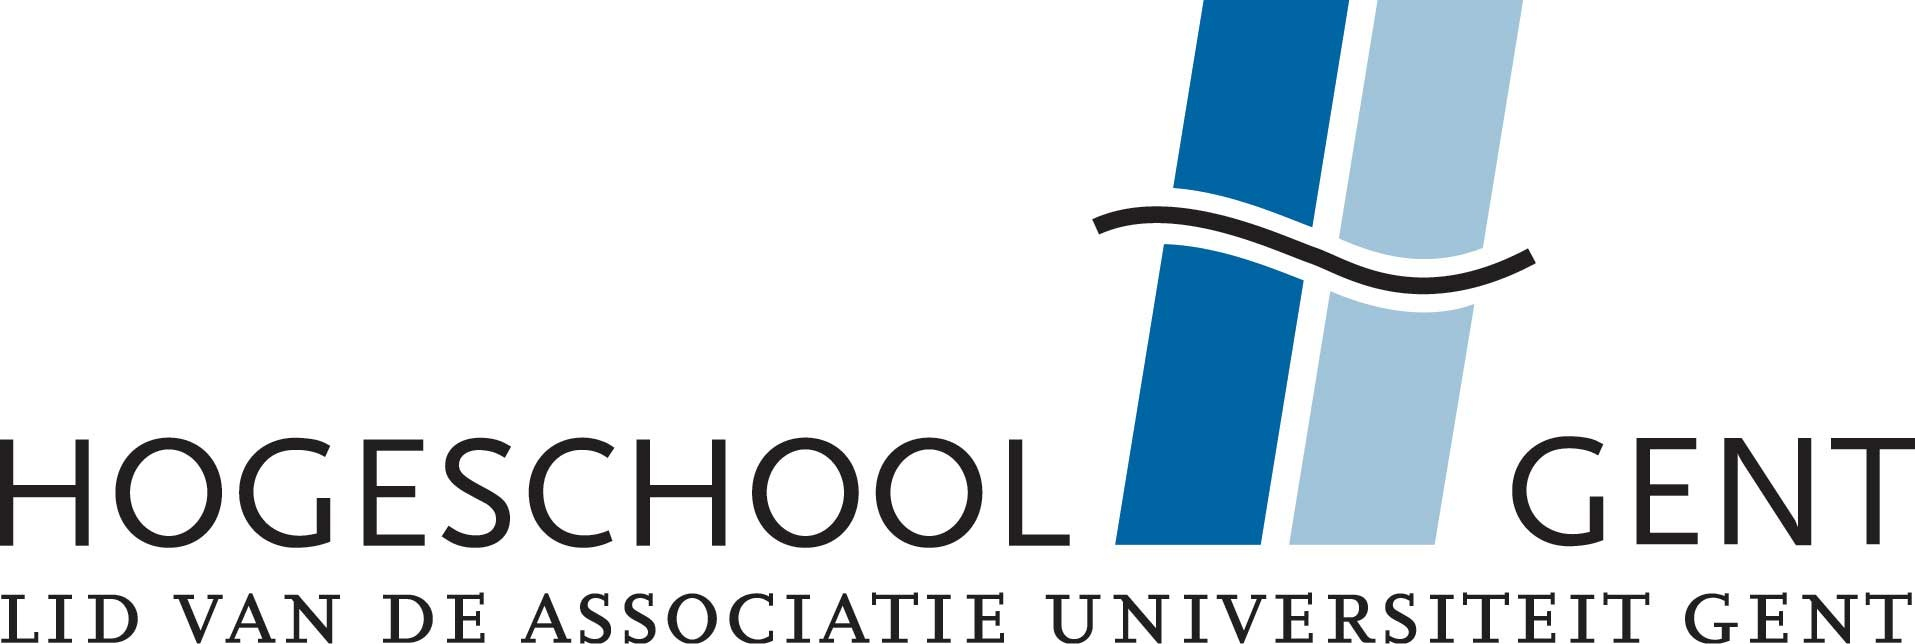 HOGESCHOOL GENT
LID VAN DE ASSOCIATIE UNIVERSITEIT GENT